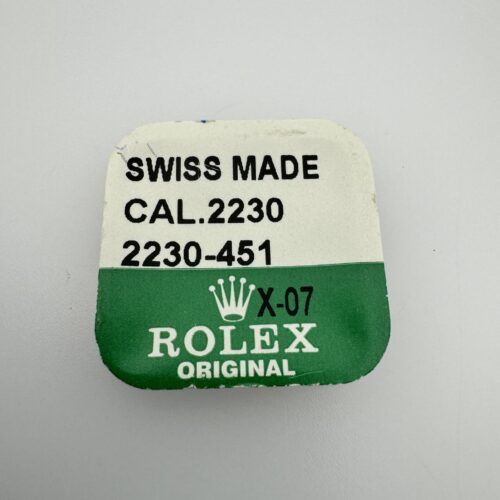 SWISS MADE
CAL.2230
2230-451
X-07
ROLEX
ORIGINAL